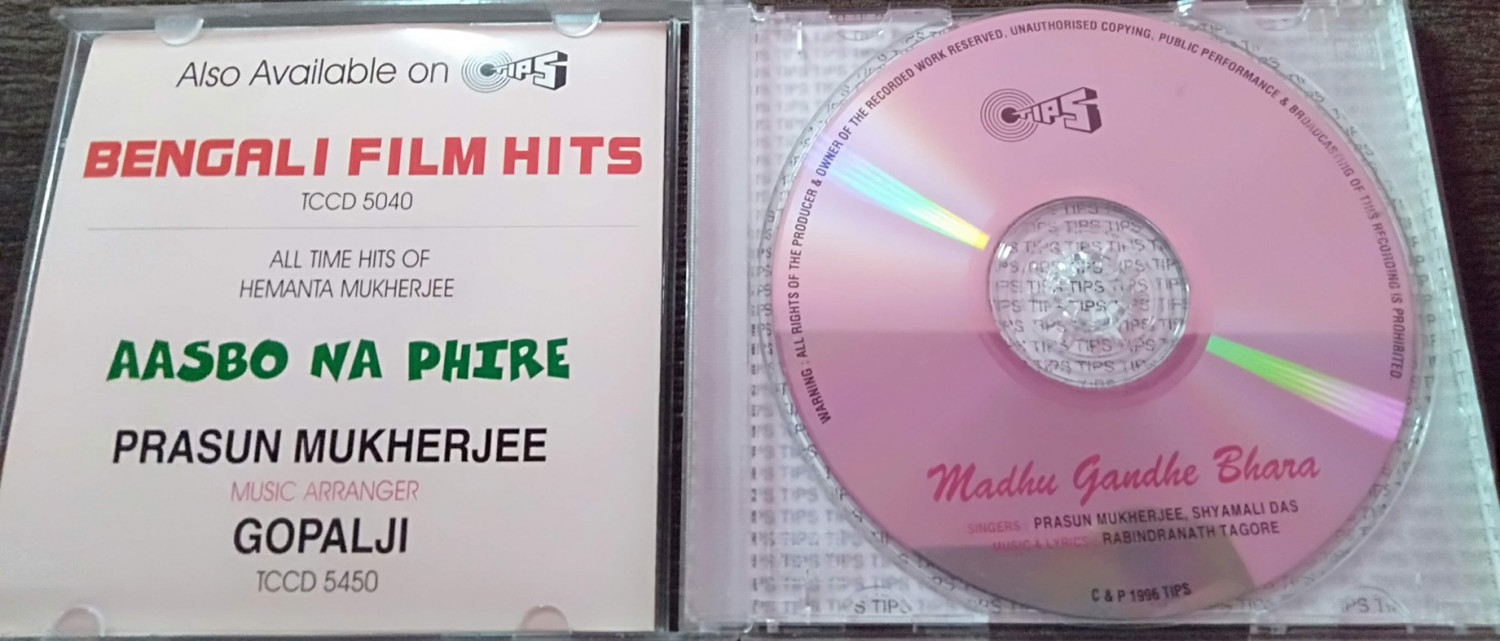 Also Available on TIPS
BENGALI FILM HITS
TCCD 5040
ALL TIME HITS OF
HEMANTA MUKHERJEE
AASBO NA PHIRE
PRASUN MUKHERJEE
MUSIC ARRANGER
GOPALJI
TCCD 5450
WARNING : ALL RIGHTS OF THE PRODUCER & OWNER OF THE RECORDED WORK RESERVED. UNAUTHORISED COPYING, PUBLIC PERFORMANCE & BROADCASTING OF THIS RECORDING IS PROHIBITED.
TIPS
Madhu Gandhe Bhara
SINGERS : PRASUN MUKHERJEE, SHYAMALI DAS
MUSIC & LYRICS : RABINDRANATH TAGORE
C & P 1996 TIPS